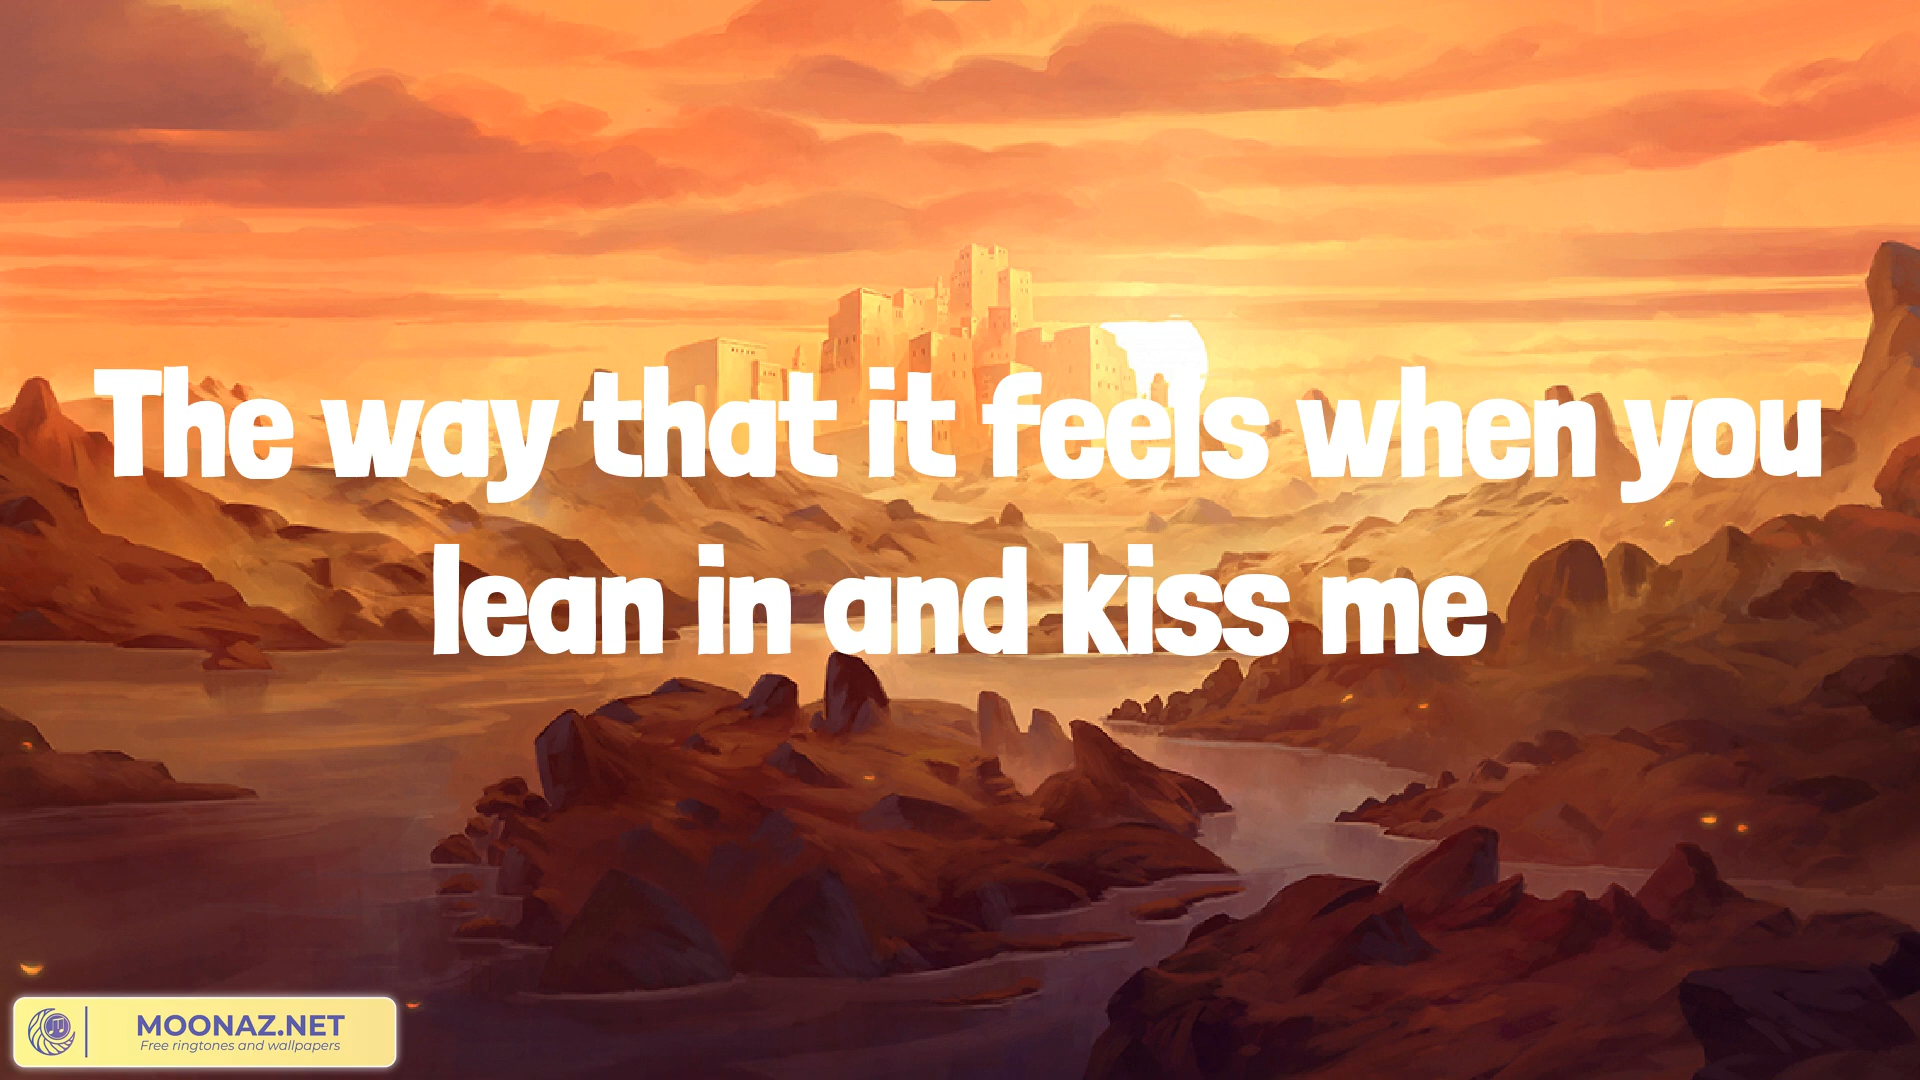 The way that it feels when you
lean in and kiss me
MOONAZ.NET
Free ringtones and wallpapers